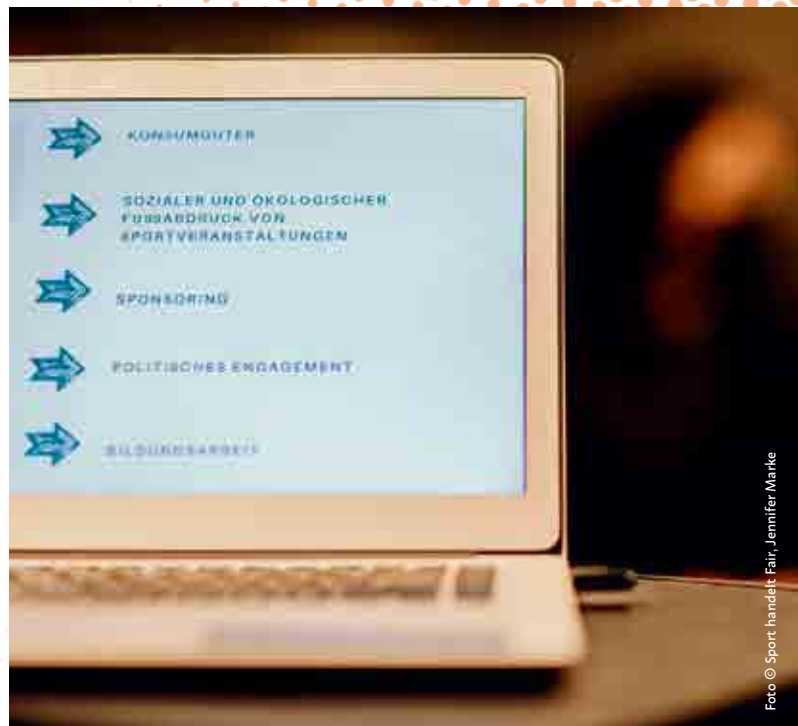 KONSUMGÜTER
SOZIALER UND ÖKOLOGISCHER
FUSSABDRUCK VON
SPORTVERANSTALTUNGEN
SPONSORING
POLITISCHES ENGAGEMENT
BILDUNGSARBEIT
Foto © Sport handelt Fair, Jennifer Marke